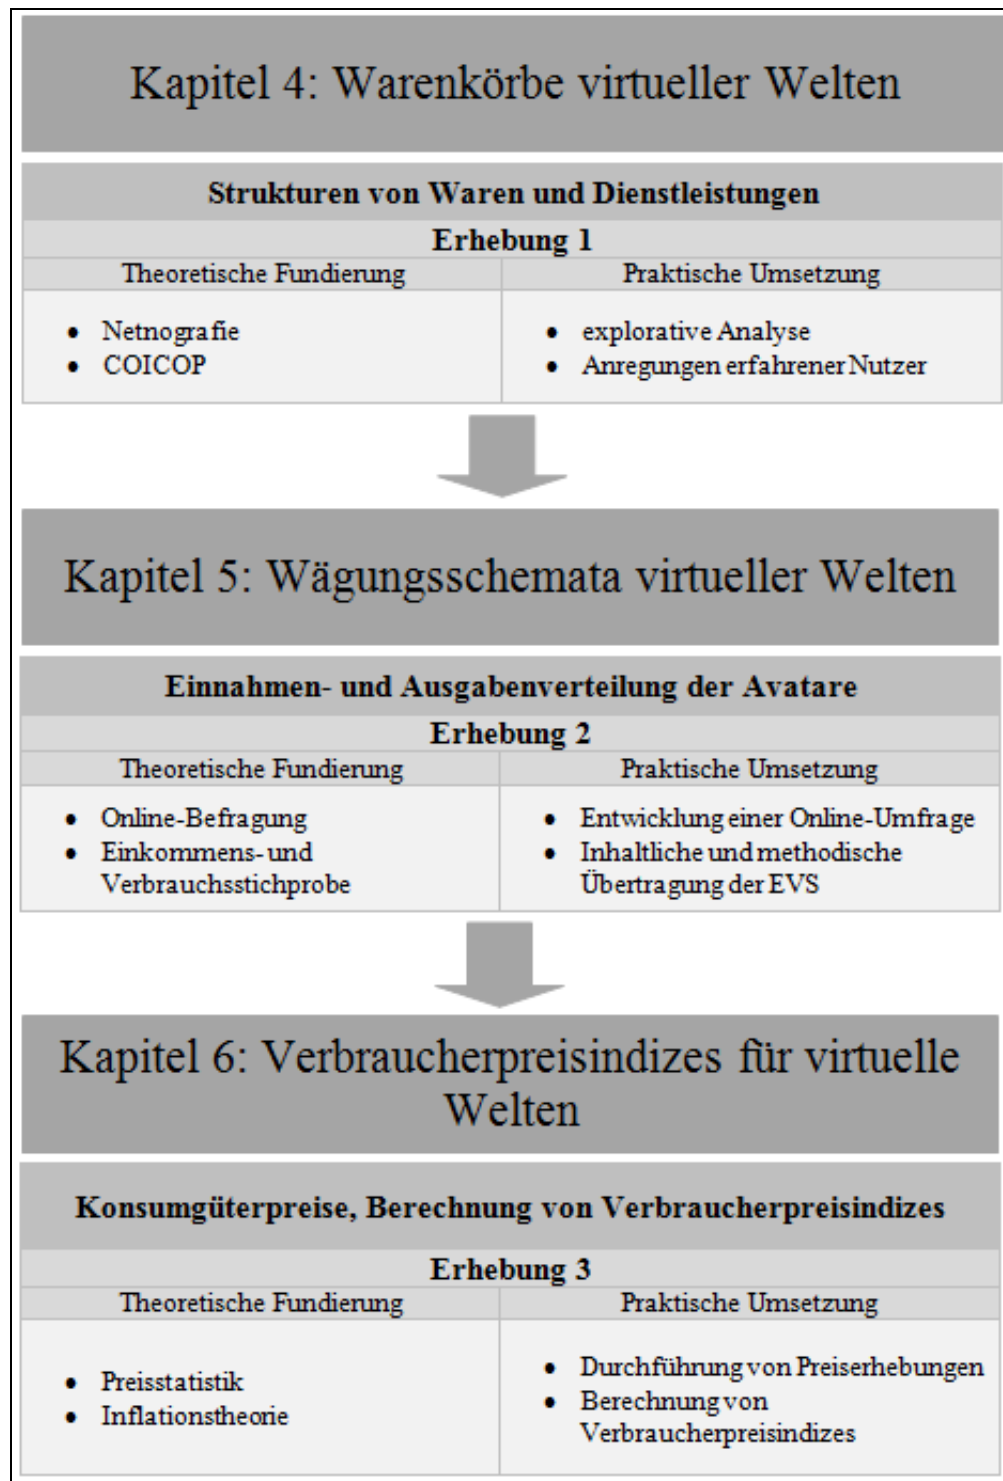 Kapitel 4: Warenkörbe virtueller Welten
Strukturen von Waren und Dienstleistungen
Erhebung 1
Theoretische Fundierung
Praktische Umsetzung
• Netnografie
• COICOP
• explorative Analyse
• Anregungen erfahrener Nutzer
Kapitel 5: Wägungsschemata virtueller Welten
Einnahmen- und Ausgabenverteilung der Avatare
Erhebung 2
Theoretische Fundierung
Praktische Umsetzung
• Online-Befragung
• Einkommens- und
Verbrauchsstichprobe
• Entwicklung einer Online-Umfrage
• Inhaltliche und methodische
Übertragung der EVS
Kapitel 6: Verbraucherpreisindizes für virtuelle
Welten
Konsumgüterpreise, Berechnung von Verbraucherpreisindizes
Erhebung 3
Theoretische Fundierung
Praktische Umsetzung
• Preisstatistik
• Inflationstheorie
• Durchführung von Preiserhebungen
• Berechnung von
Verbraucherpreisindizes